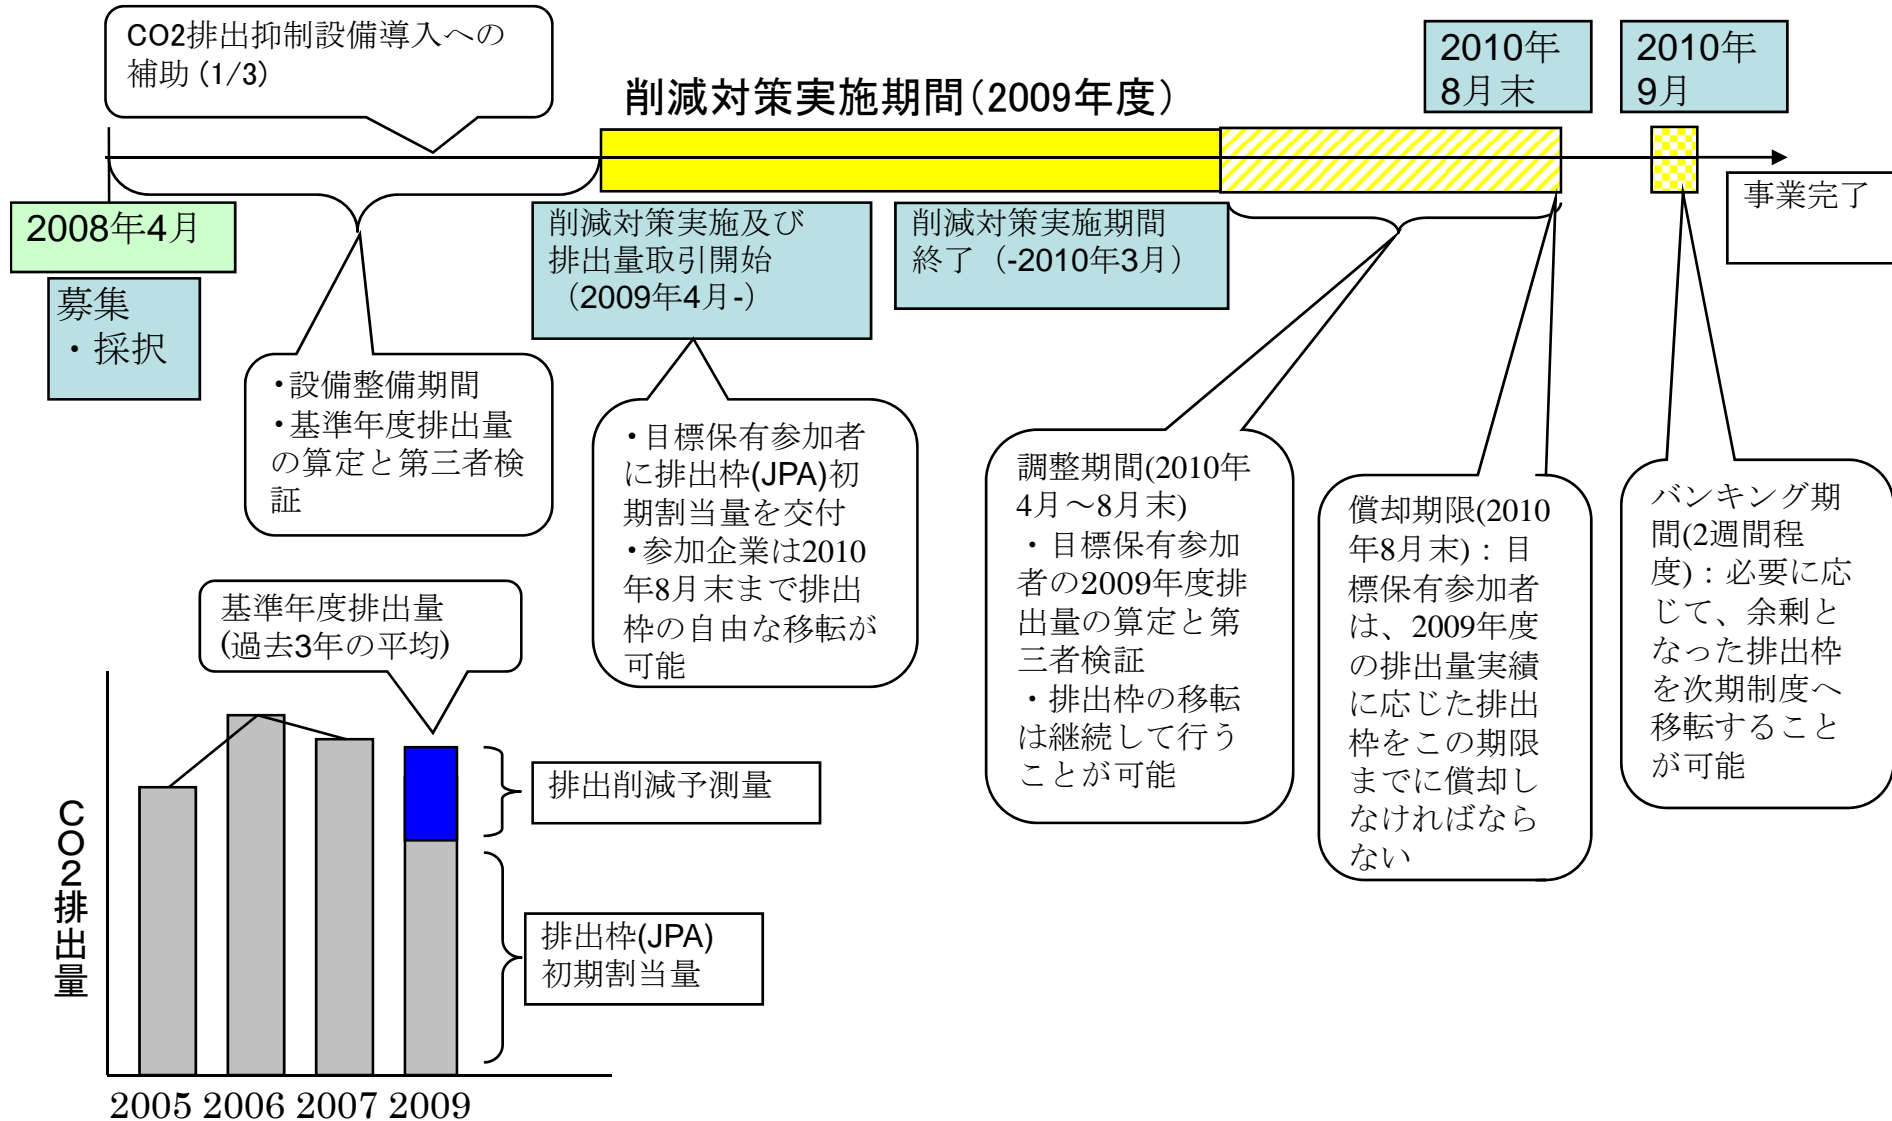 CO2排出抑制設備導入への
補助 (1/3)
削減対策実施期間（2009年度）
2010年
8月末
2010年
9月
2008年4月
募集
・採択
削減対策実施及び
排出量取引開始
（2009年4月-）
削減対策実施期間
終了（-2010年3月）
事業完了
・設備整備期間
・基準年度排出量
の算定と第三者検
証
・目標保有参加者
に排出枠(JPA)初
期割当量を交付
・参加企業は2010
年8月末まで排出
枠の自由な移転が
可能
調整期間(2010年
4月～8月末)
・目標保有参加
者の2009年度排
出量の算定と第
三者検証
・排出枠の移転
は継続して行う
ことが可能
償却期限(2010
年8月末)：目
標保有参加者
は、2009年度
の排出量実績
に応じた排出
枠をこの期限
までに償却し
なければなら
ない
バンキング期
間(2週間程
度)：必要に応
じて、余剰と
なった排出枠
を次期制度へ
移転すること
が可能
基準年度排出量
(過去3年の平均)
排出削減予測量
排出枠(JPA)
初期割当量
CO2排出量
2005 2006 2007 2009